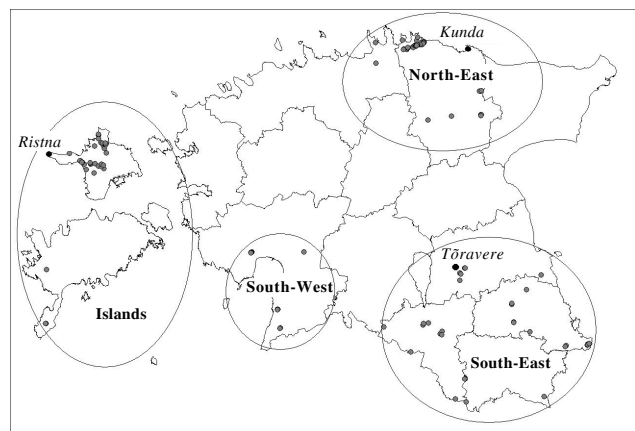 Kunda
North-East
Ristna
Tõravere
South-West
Islands
South-East